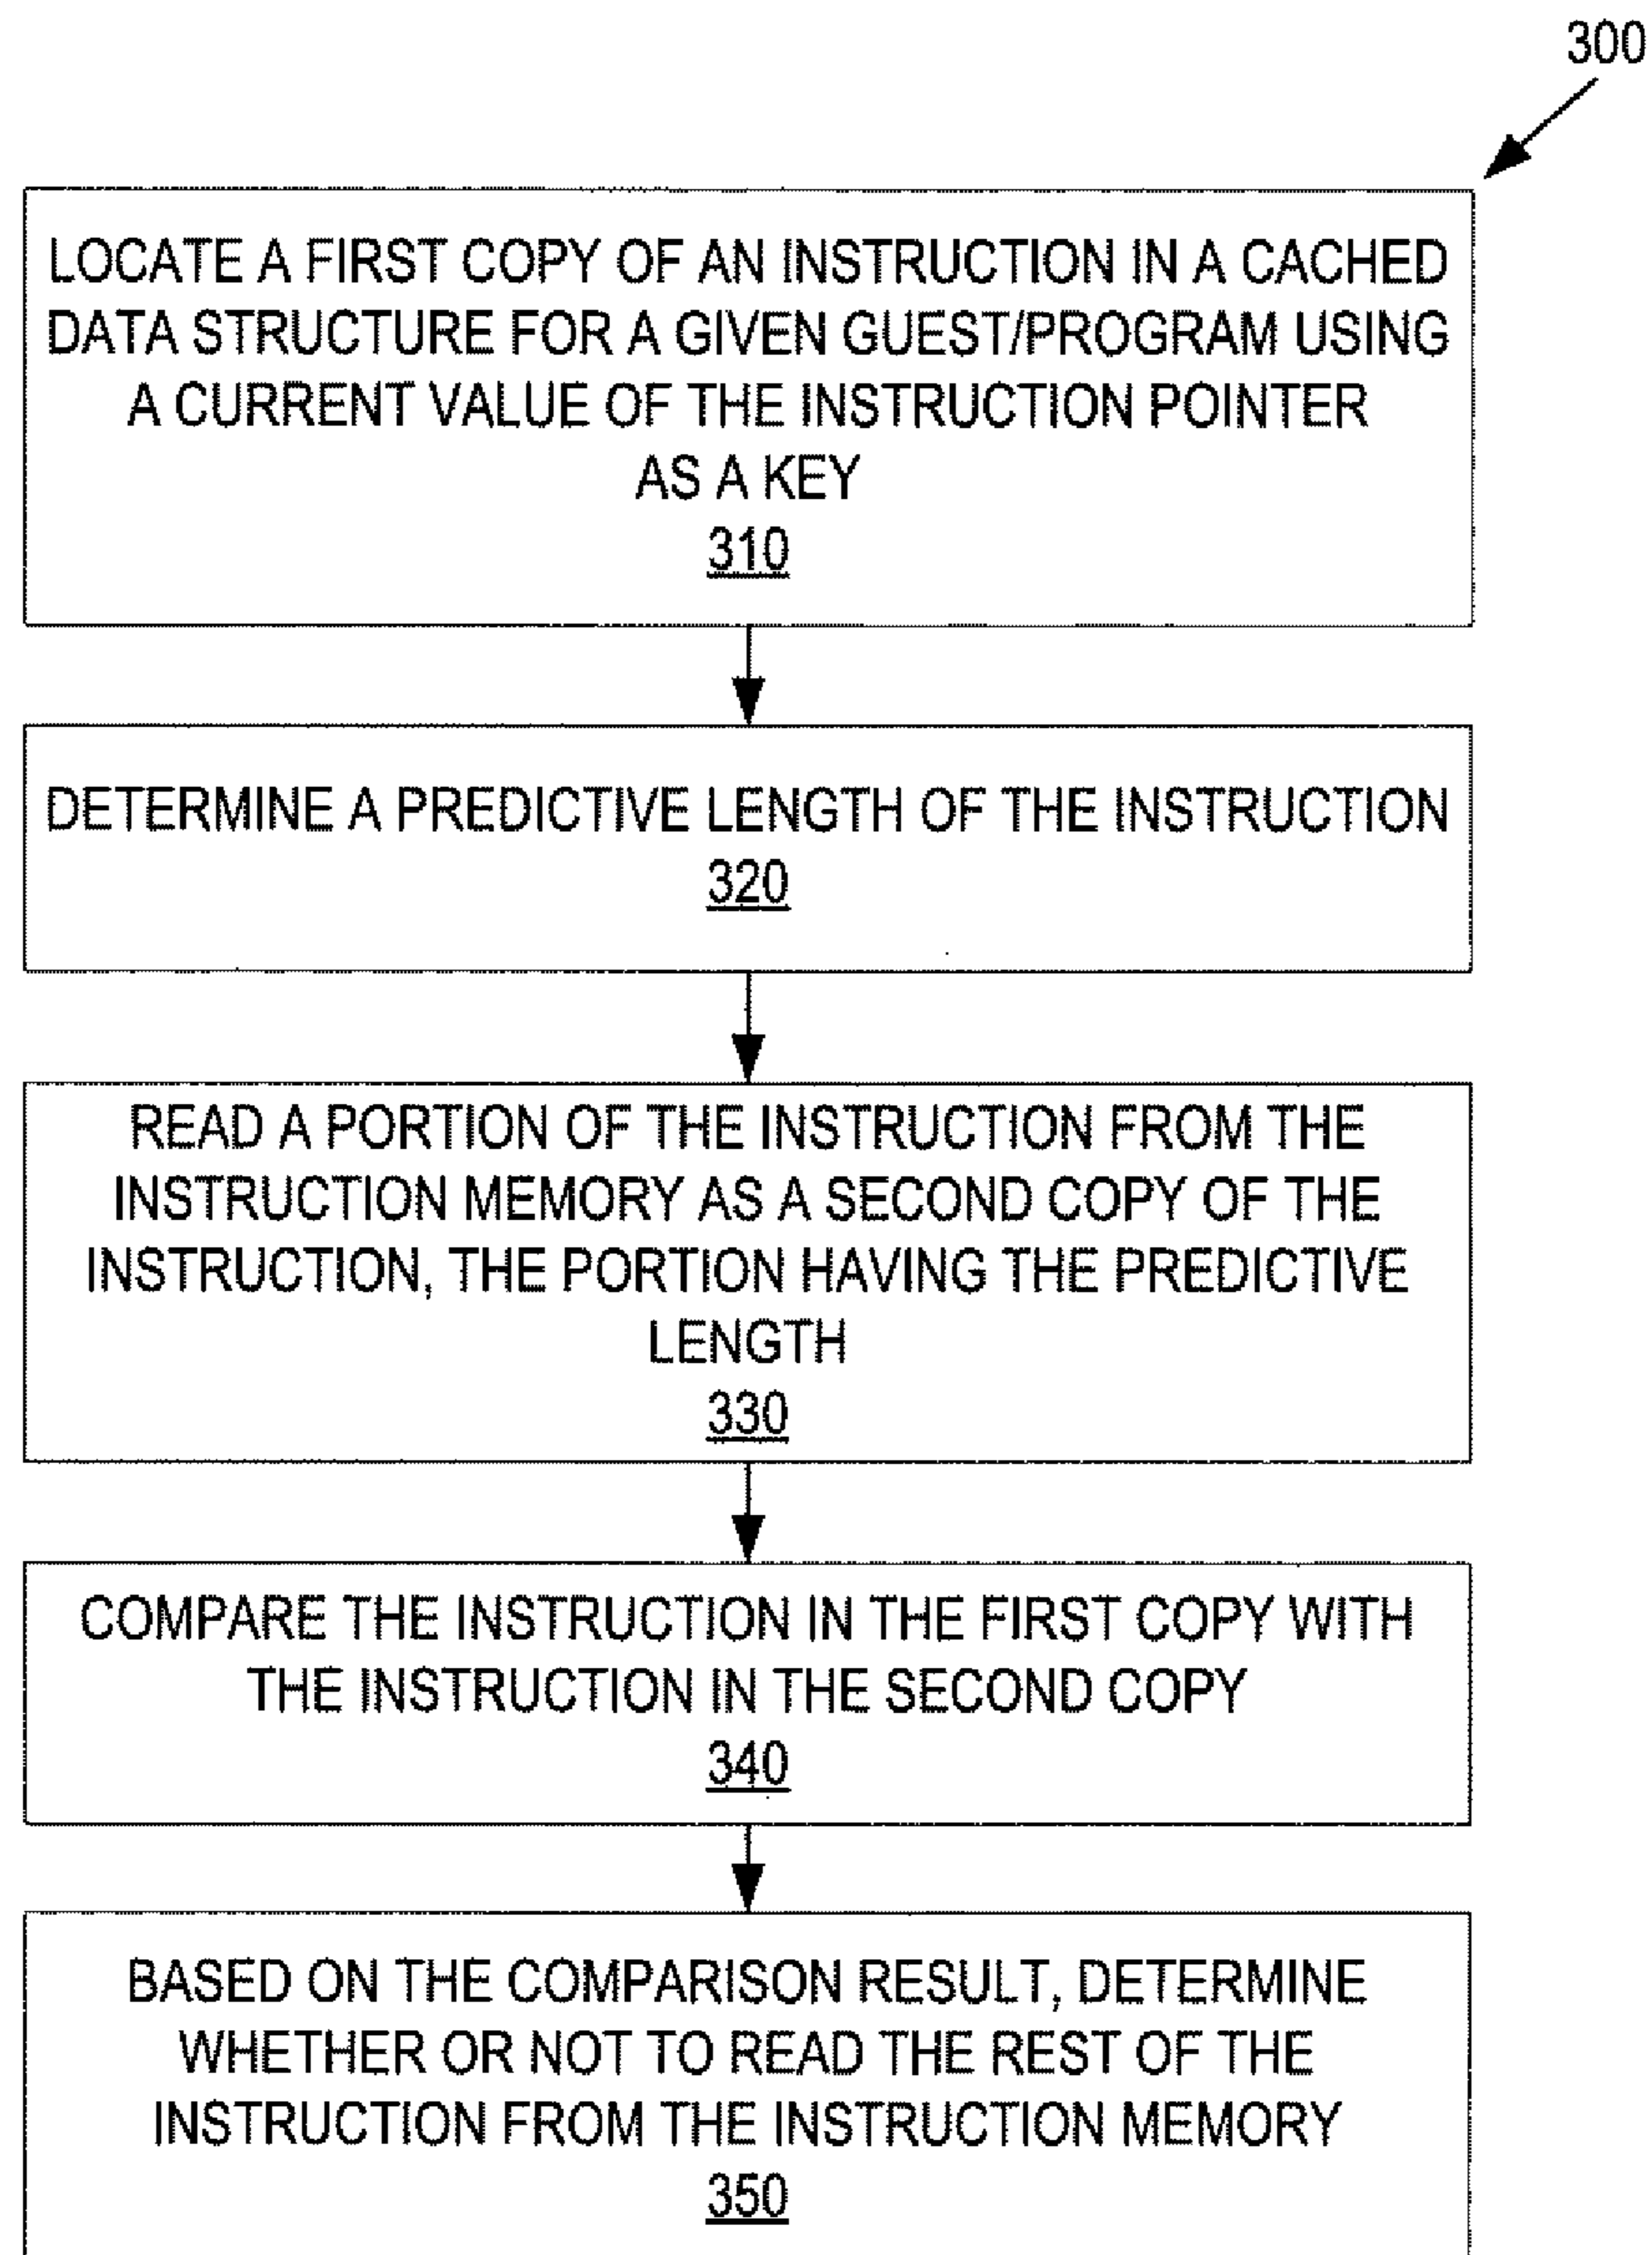 300
LOCATE A FIRST COPY OF AN INSTRUCTION IN A CACHED
DATA STRUCTURE FOR A GIVEN GUEST/PROGRAM USING
A CURRENT VALUE OF THE INSTRUCTION POINTER
AS A KEY
310
DETERMINE A PREDICTIVE LENGTH OF THE INSTRUCTION
320
READ A PORTION OF THE INSTRUCTION FROM THE
INSTRUCTION MEMORY AS A SECOND COPY OF THE
INSTRUCTION, THE PORTION HAVING THE PREDICTIVE
LENGTH
330
COMPARE THE INSTRUCTION IN THE FIRST COPY WITH
THE INSTRUCTION IN THE SECOND COPY
340
BASED ON THE COMPARISON RESULT, DETERMINE
WHETHER OR NOT TO READ THE REST OF THE
INSTRUCTION FROM THE INSTRUCTION MEMORY
350